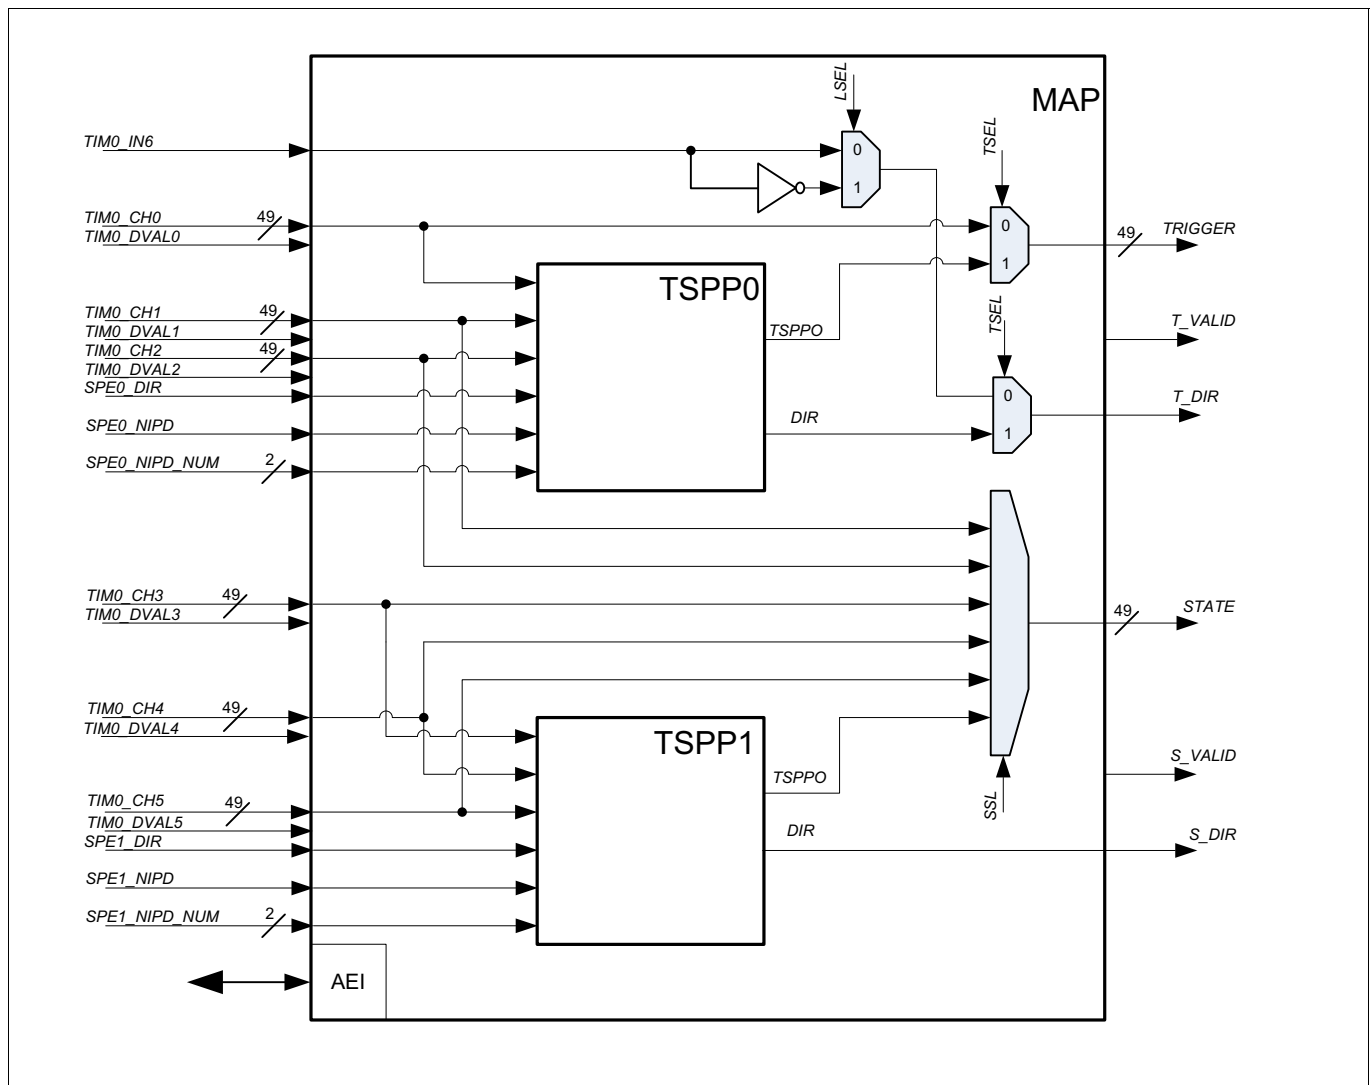 LSEL
MAP
TSEL
TIM0_IN6
0
1
TIM0_CH0
49
TIM0_DVAL0
0
1
49
TRIGGER
TSPP0
TIM0_CH1
49
TIM0_DVAL1
TSPPO
TSEL
T_VALID
TIM0_CH2
49
TIM0_DVAL2
SPE0_DIR
0
1
T_DIR
SPE0_NIPD
DIR
SPE0_NIPD_NUM
2
TIM0_CH3
49
TIM0_DVAL3
49
STATE
TIM0_CH4
49
TIM0_DVAL4
TSPP1
TSPPO
S_VALID
SSL
TIM0_CH5
49
TIM0_DVAL5
SPE1_DIR
DIR
S_DIR
SPE1_NIPD
SPE1_NIPD_NUM
2
AEI